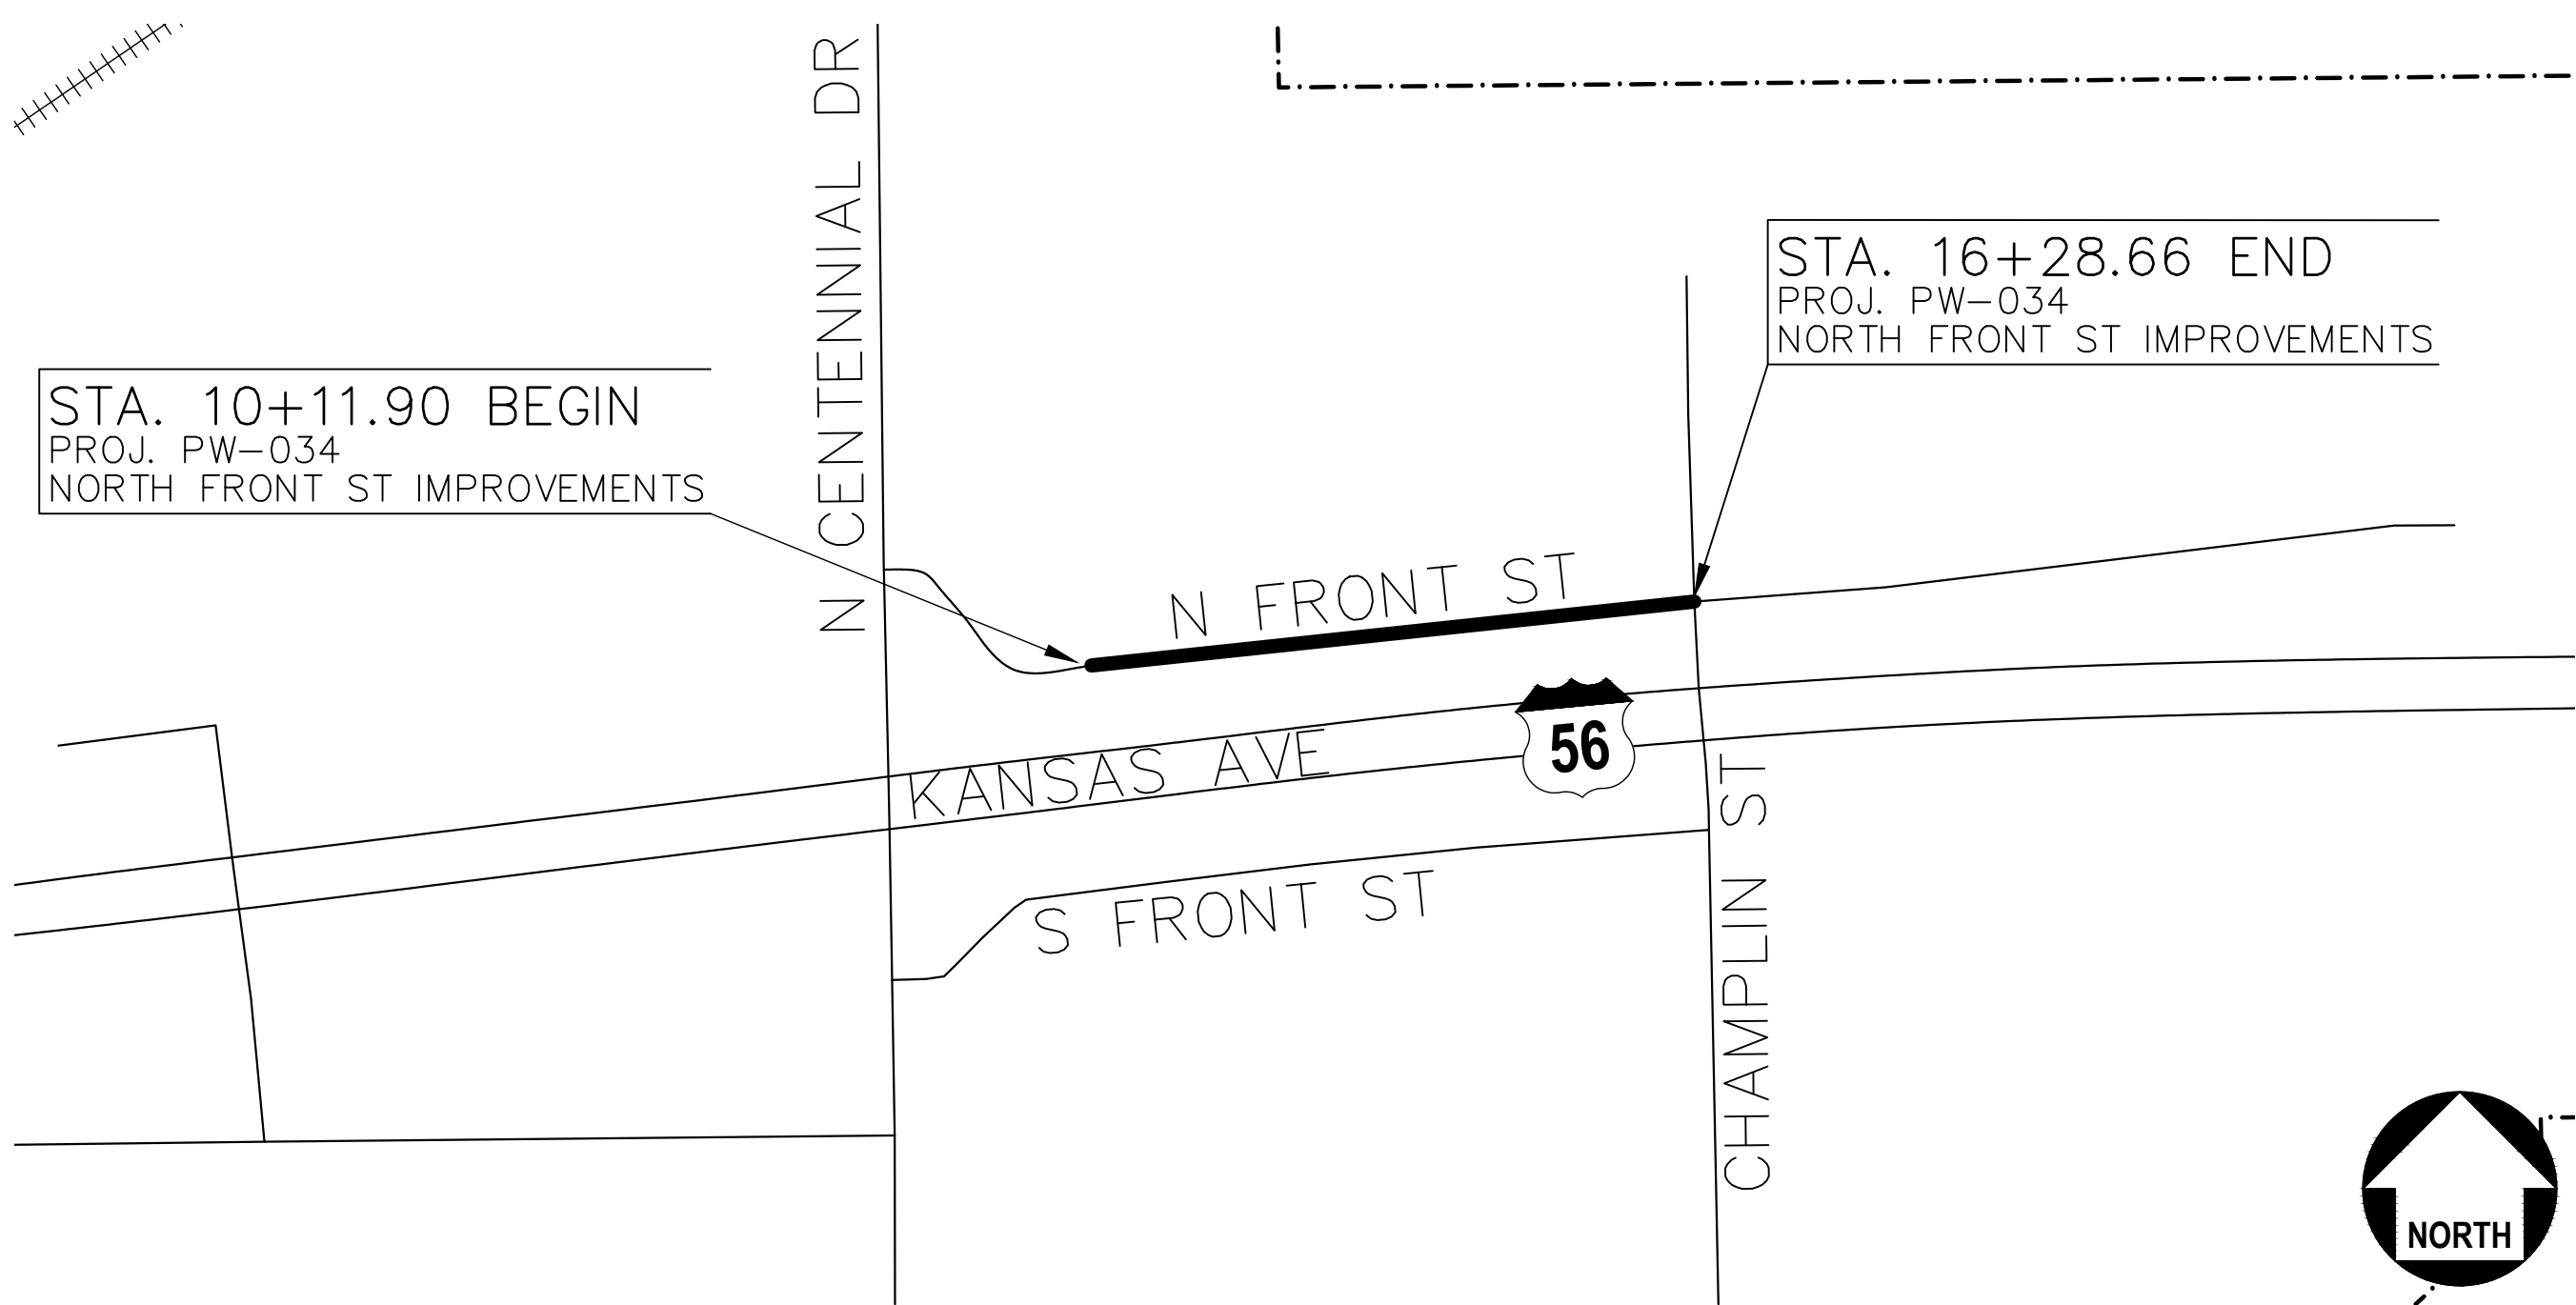 N CENTENNIAL DR
STA. 16+28.66 END
PROJ. PW-034
NORTH FRONT ST IMPROVEMENTS
STA. 10+11.90 BEGIN
PROJ. PW-034
NORTH FRONT ST IMPROVEMENTS
N FRONT ST
56
KANSAS AVE
S FRONT ST
CHAMPLIN ST
NORTH